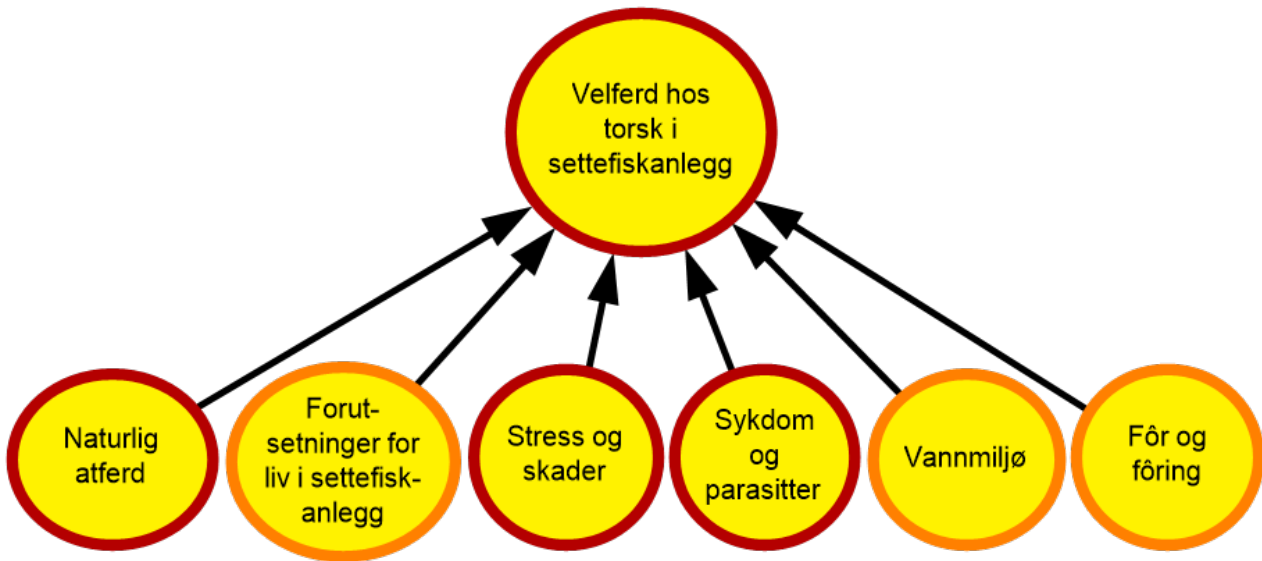 Velferd hos
torsk i
settefiskanlegg
Naturlig
atferd
Forut-
setninger for
liv i settefisk-
anlegg
Stress og
skader
Sykdom
og
parasitter
Vannmiljø
Fôr og
fôring